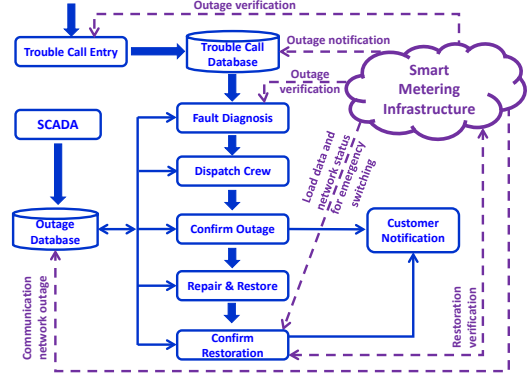 Outage verification
Trouble Call Entry
Trouble Call
Database
Outage notification
Outage
verification
Smart
Metering
Infrastructure
SCADA
Fault Diagnosis
Dispatch Crew
Load data and
network status
for emergency
switching
Outage
Database
Confirm Outage
Customer
Notification
Repair & Restore
Confirm
Restoration
Communication
network outage
Restoration
verification